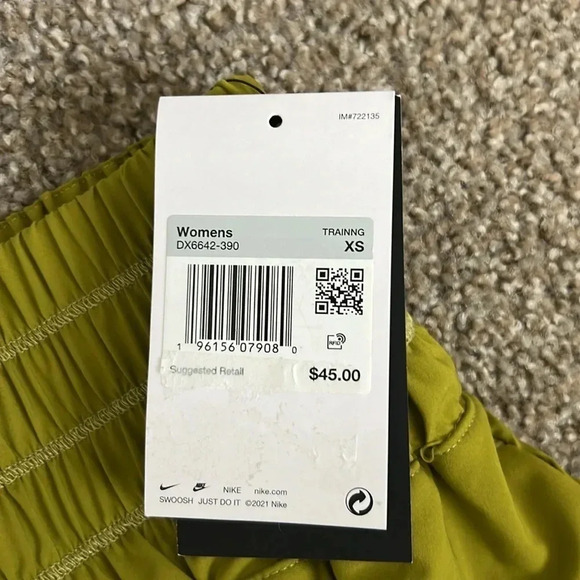 IM#722135
Womens TRAINNG
DX6642-390 XS
1 96156 07908 0
RFID
Suggested Retail $45.00
NIKE nike.com
SWOOSH JUST DO IT ©2021 Nike